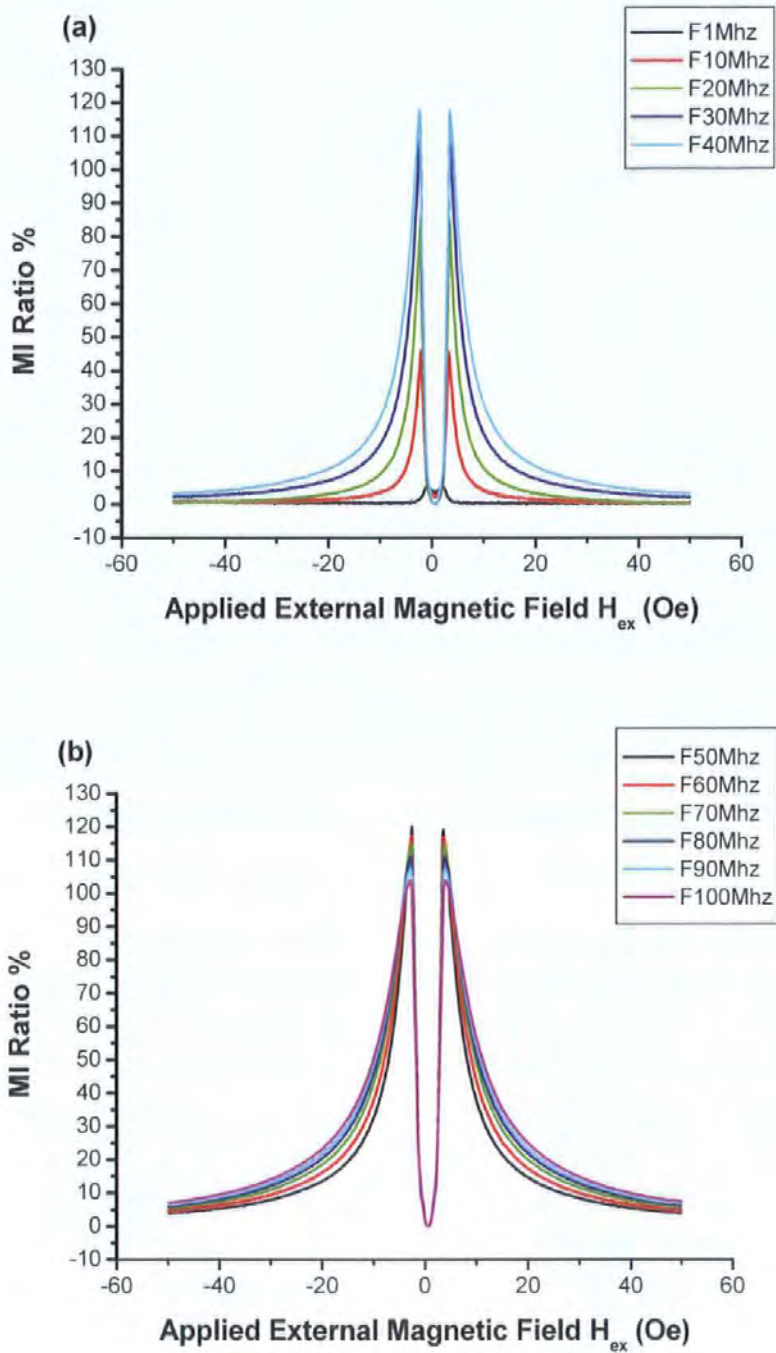 (a)
F1Mhz
F10Mhz
F20Mhz
F30Mhz
F40Mhz
130
120
110
100
90
80
70
60
50
40
30
20
10
0
-10
MI Ratio %
-60
-40
-20
0
20
40
60
Applied External Magnetic Field Hex (Oe)
(b)
F50Mhz
F60Mhz
F70Mhz
F80Mhz
F90Mhz
F100Mhz
130
120
110
100
90
80
70
60
50
40
30
20
10
0
-10
MI Ratio %
-60
-40
-20
0
20
40
60
Applied External Magnetic Field Hex (Oe)